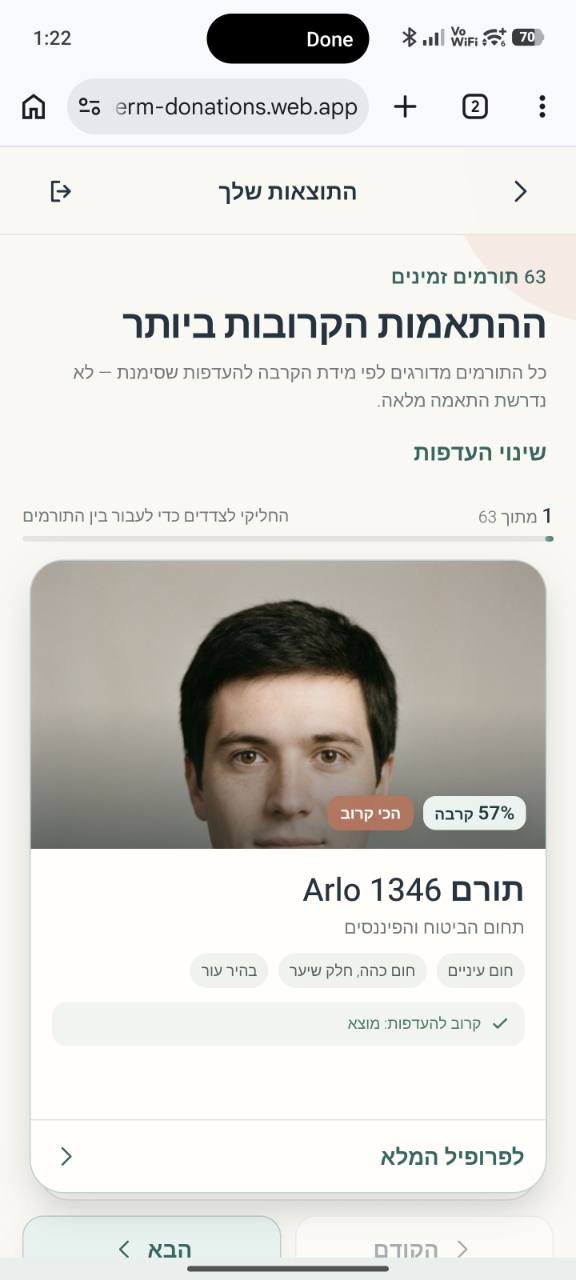 1:22
Done
Vo WiFi
6
70
erm-donations.web.app
2
התוצאות שלך
63 תורמים זמינים
ההתאמות הקרובות ביותר
כל התורמים מדורגים לפי מידת הקרבה להעדפות שסימנת – לא
נדרשת התאמה מלאה.
שינוי העדפות
1 מתוך 63
החליקי לצדדים כדי לעבור בין התורמים
57% קרבה
הכי קרוב
תורם Arlo 1346
תחום הביטוח והפיננסים
חום עיניים
חום כהה, חלק שיער
בהיר עור
קרוב להעדפות: מוצא
לפרופיל המלא
הקודם
הבא